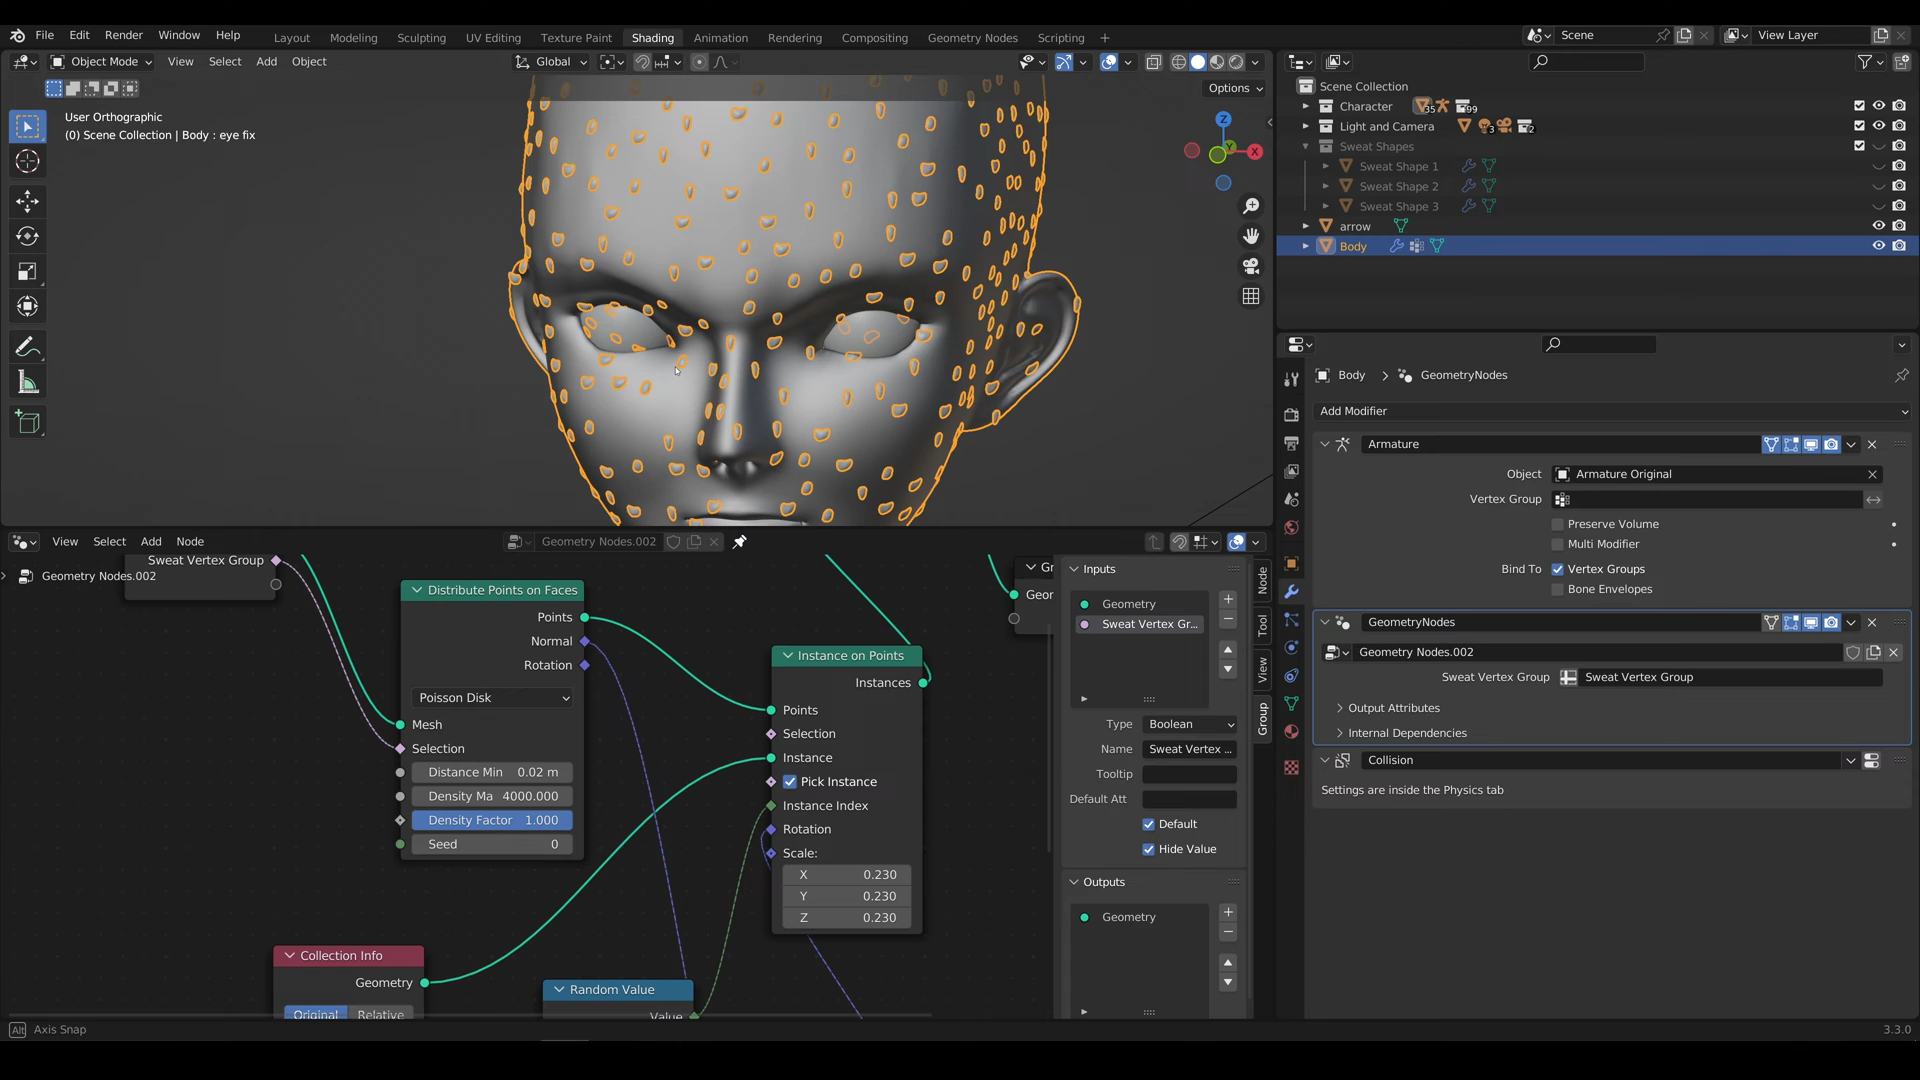 File Edit Render Window Help Layout Modeling Sculpting UV Editing Texture Paint Shading Animation Rendering Compositing Geometry Nodes Scripting + Scene View Layer
Object Mode View Select Add Object Global
Options
User Orthographic
(0) Scene Collection | Body : eye fix
Z
Y
X
Scene Collection
Character 35 99
Light and Camera 3 2
Sweat Shapes
Sweat Shape 1
Sweat Shape 2
Sweat Shape 3
arrow
Body
Body > GeometryNodes
Add Modifier
Armature
Object Armature Original
Vertex Group
Preserve Volume
Multi Modifier
Bind To Vertex Groups
Bone Envelopes
GeometryNodes
Geometry Nodes.002
Sweat Vertex Group Sweat Vertex Group
Output Attributes
Internal Dependencies
Collision
Settings are inside the Physics tab
View Select Add Node Geometry Nodes.002
Geometry Nodes.002
Sweat Vertex Group
Distribute Points on Faces
Points
Normal
Rotation
Poisson Disk
Mesh
Selection
Distance Min 0.02 m
Density Ma 4000.000
Density Factor 1.000
Seed 0
Instance on Points
Instances
Points
Selection
Instance
Pick Instance
Instance Index
Rotation
Scale:
X 0.230
Y 0.230
Z 0.230
Collection Info
Geometry
Original Relative
Random Value
Value
Gr
Geor
Inputs
Geometry
Sweat Vertex Gr...
Type Boolean
Name Sweat Vertex ...
Tooltip
Default Att
Default
Hide Value
Outputs
Geometry
Node
Tool
View
Group
Alt Axis Snap
3.3.0